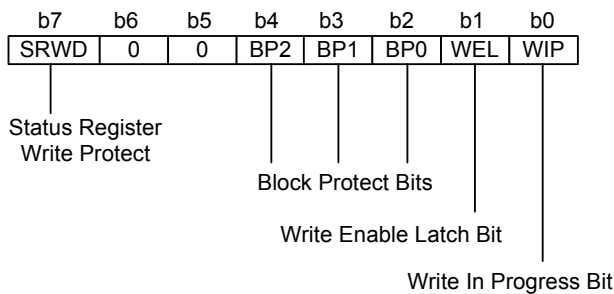 b7 b6 b5 b4 b3 b2 b1 b0
SRWD 0 0 BP2 BP1 BP0 WEL WIP
Status Register
Write Protect
Block Protect Bits
Write Enable Latch Bit
Write In Progress Bit